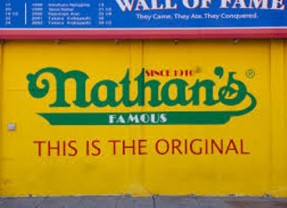 WALL OF FAME
They Came, They Ate, They Conquered.
SINCE 1916
Nathan's®
FAMOUS
THIS IS THE ORIGINAL